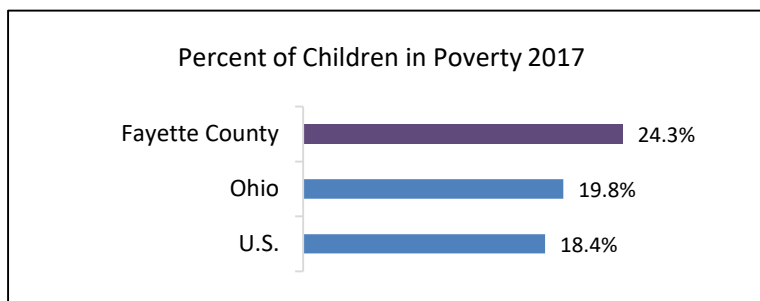 Percent of Children in Poverty 2017
Fayette County 24.3%
Ohio 19.8%
U.S. 18.4%